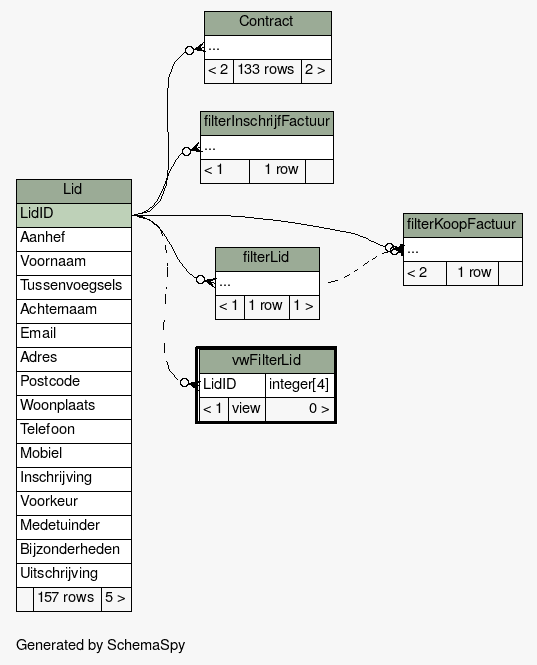 Contract
...
< 2 133 rows 2 >
filterInschrijfFactuur
...
< 1 1 row
Lid
LidID
Aanhef
Voornaam
Tussenvoegsels
Achternaam
Email
Adres
Postcode
Woonplaats
Telefoon
Mobiel
Inschrijving
Voorkeur
Medetuinder
Bijzonderheden
Uitschrijving
157 rows 5 >
filterKoopFactuur
...
< 2 1 row
filterLid
...
< 1 1 row 1 >
vwFilterLid
LidID integer[4]
< 1 view 0 >
Generated by SchemaSpy